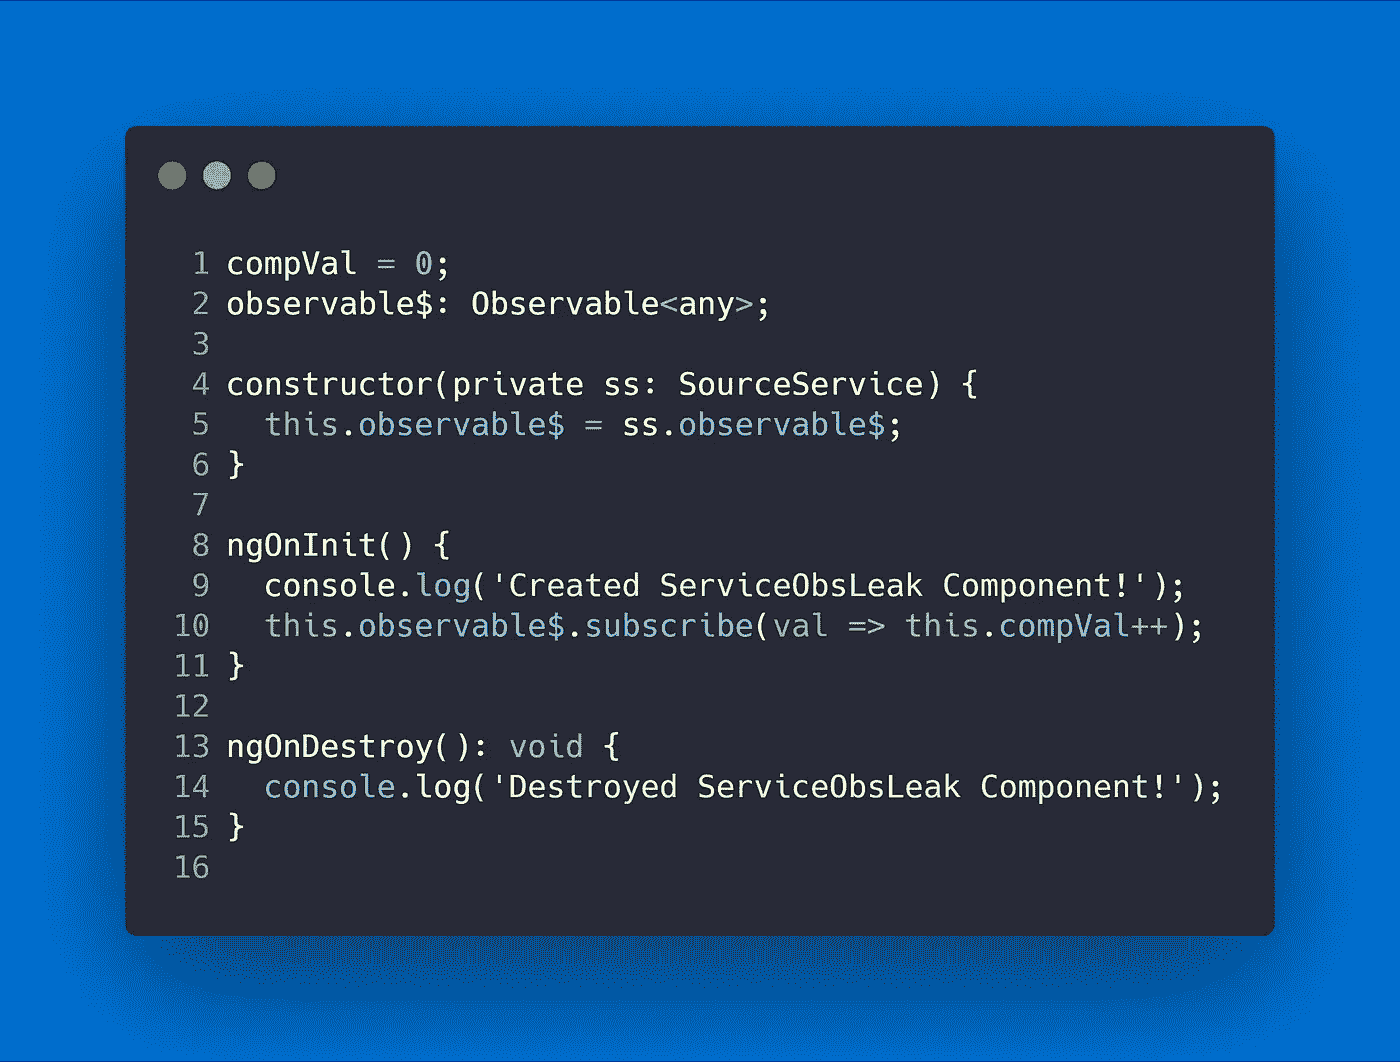 1 compVal = 0;
2 observable$: Observable<any>;
3
4 constructor(private ss: SourceService) {
5   this.observable$ = ss.observable$;
6 }
7
8 ngOnInit() {
9   console.log('Created ServiceObsLeak Component!');
10   this.observable$.subscribe(val => this.compVal++);
11 }
12
13 ngOnDestroy(): void {
14   console.log('Destroyed ServiceObsLeak Component!');
15 }
16